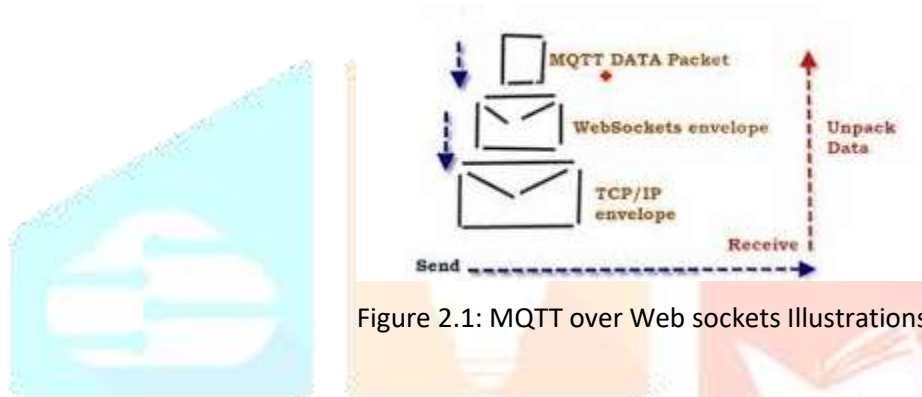 MQTT DATA Packet
WebSockets envelope
Unpack
Data
TCP/IP
envelope
Receive
Send
Figure 2.1: MQTT over Web sockets Illustrations